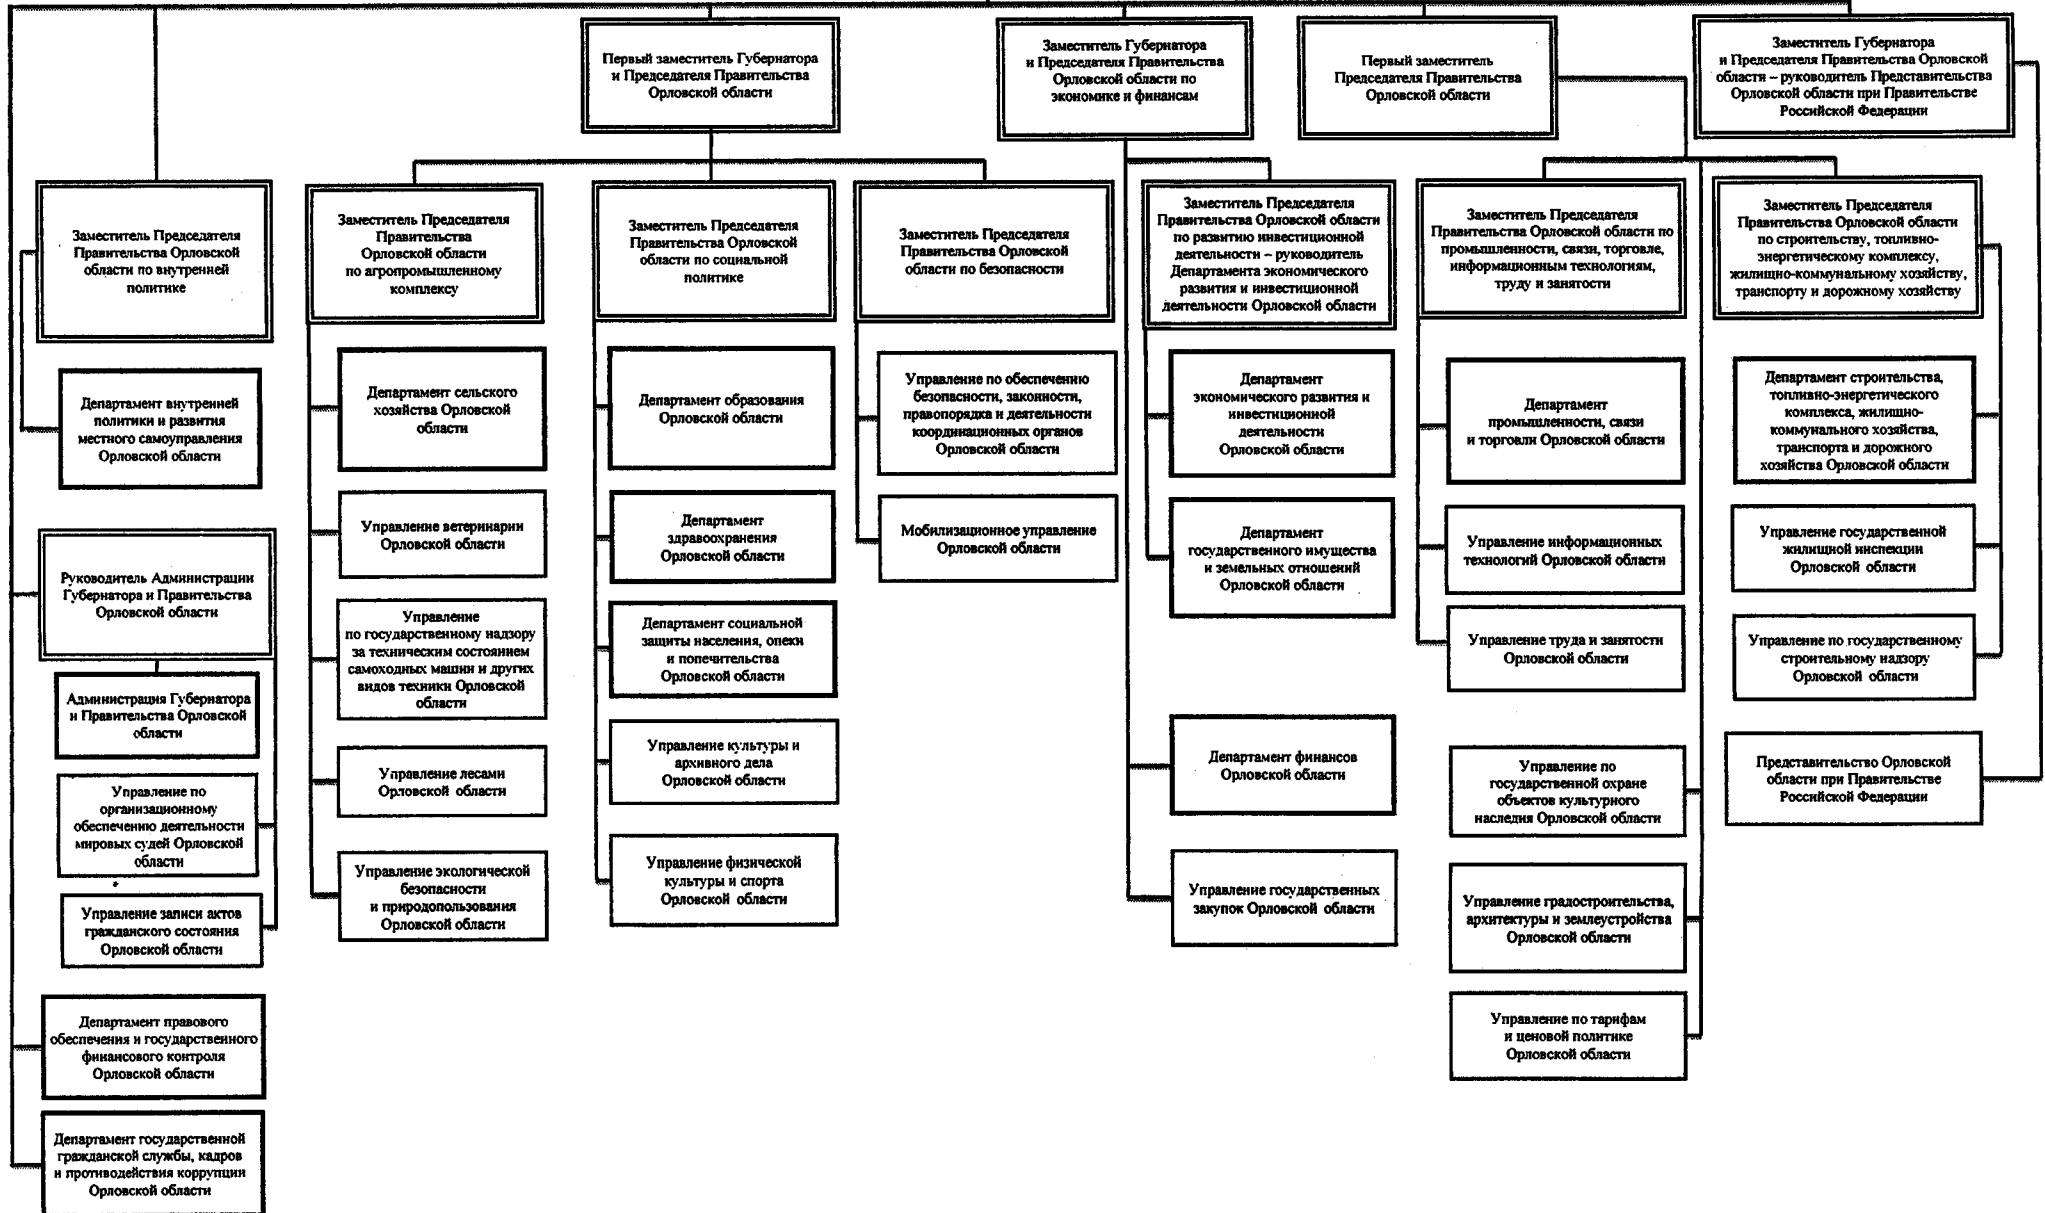 Первый заместитель Губернатора
и Председателя Правительства
Орловской области
Заместитель Губернатора
и Председателя Правительства
Орловской области по
экономике и финансам
Первый заместитель
Председателя Правительства
Орловской области
Заместитель Губернатора
и Председателя Правительства Орловской
области – руководитель Представительства
Орловской области при Правительстве
Российской Федерации
Заместитель Председателя
Правительства Орловской
области по внутренней
политике
Заместитель Председателя
Правительства
Орловской области
по агропромышленному
комплексу
Заместитель Председателя
Правительства Орловской
области по социальной
политике
Заместитель Председателя
Правительства Орловской
области по безопасности
Заместитель Председателя
Правительства Орловской области
по развитию инвестиционной
деятельности – руководитель
Департамента экономического
развития и инвестиционной
деятельности Орловской области
Заместитель Председателя
Правительства Орловской области по
промышленности, связи, торговле,
информационным технологиям,
труду и занятости
Заместитель Председателя
Правительства Орловской области
по строительству, топливно-
энергетическому комплексу,
жилищно-коммунальному хозяйству,
транспорту и дорожному хозяйству
Департамент внутренней
политики и развития
местного самоуправления
Орловской области
Департамент сельского
хозяйства Орловской
области
Департамент образования
Орловской области
Управление по обеспечению
безопасности, законности,
правопорядка и деятельности
координационных органов
Орловской области
Департамент
экономического развития и
инвестиционной
деятельности
Орловской области
Департамент
промышленности, связи
и торговли Орловской области
Департамент строительства,
топливно-энергетического
комплекса, жилищно-
коммунального хозяйства,
транспорта и дорожного
хозяйства Орловской области
Управление ветеринарии
Орловской области
Департамент
здравоохранения
Орловской области
Мобилизационное управление
Орловской области
Департамент
государственного имущества
и земельных отношений
Орловской области
Управление информационных
технологий Орловской области
Управление государственной
жилищной инспекции
Орловской области
Руководитель Администрации
Губернатора и Правительства
Орловской области
Управление
по государственному надзору
за техническим состоянием
самоходных машин и других
видов техники Орловской
области
Департамент социальной
защиты населения, опеки
и попечительства
Орловской области
Управление труда и занятости
Орловской области
Управление по государственному
строительному надзору
Орловской области
Администрация Губернатора
и Правительства Орловской
области
Управление лесами
Орловской области
Управление культуры и
архивного дела
Орловской области
Департамент финансов
Орловской области
Управление по
государственной охране
объектов культурного
наследия Орловской области
Представительство Орловской
области при Правительстве
Российской Федерации
Управление по
организационному
обеспечению деятельности
мировых судей Орловской
области
Управление экологической
безопасности
и природопользования
Орловской области
Управление физической
культуры и спорта
Орловской области
Управление государственных
закупок Орловской области
Управление градостроительства,
архитектуры и землеустройства
Орловской области
Управление записи актов
гражданского состояния
Орловской области
Управление по тарифам
и ценовой политике
Орловской области
Департамент правового
обеспечения и государственного
финансового контроля
Орловской области
Департамент государственной
гражданской службы, кадров
и противодействия коррупции
Орловской области